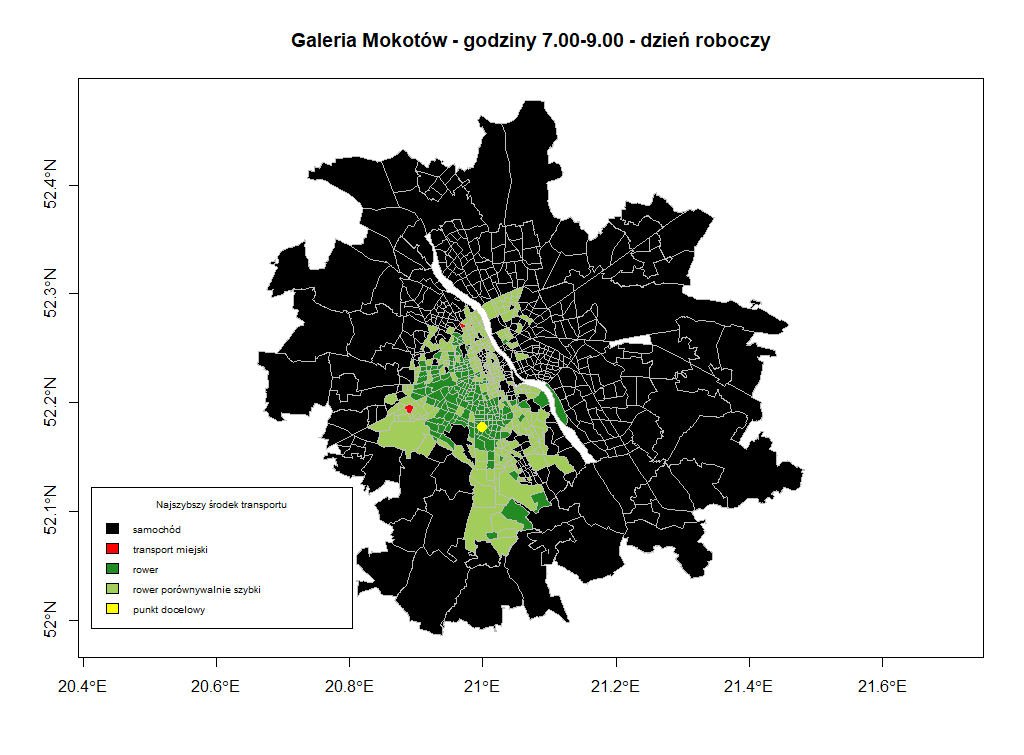 Galeria Mokotów - godziny 7.00-9.00 - dzień roboczy
52.4°N
52.3°N
52.2°N
52.1°N
52°N
Najszybszy środek transportu
samochód
transport miejski
rower
rower porównywalnie szybki
punkt docelowy
20.4°E 20.6°E 20.8°E 21°E 21.2°E 21.4°E 21.6°E